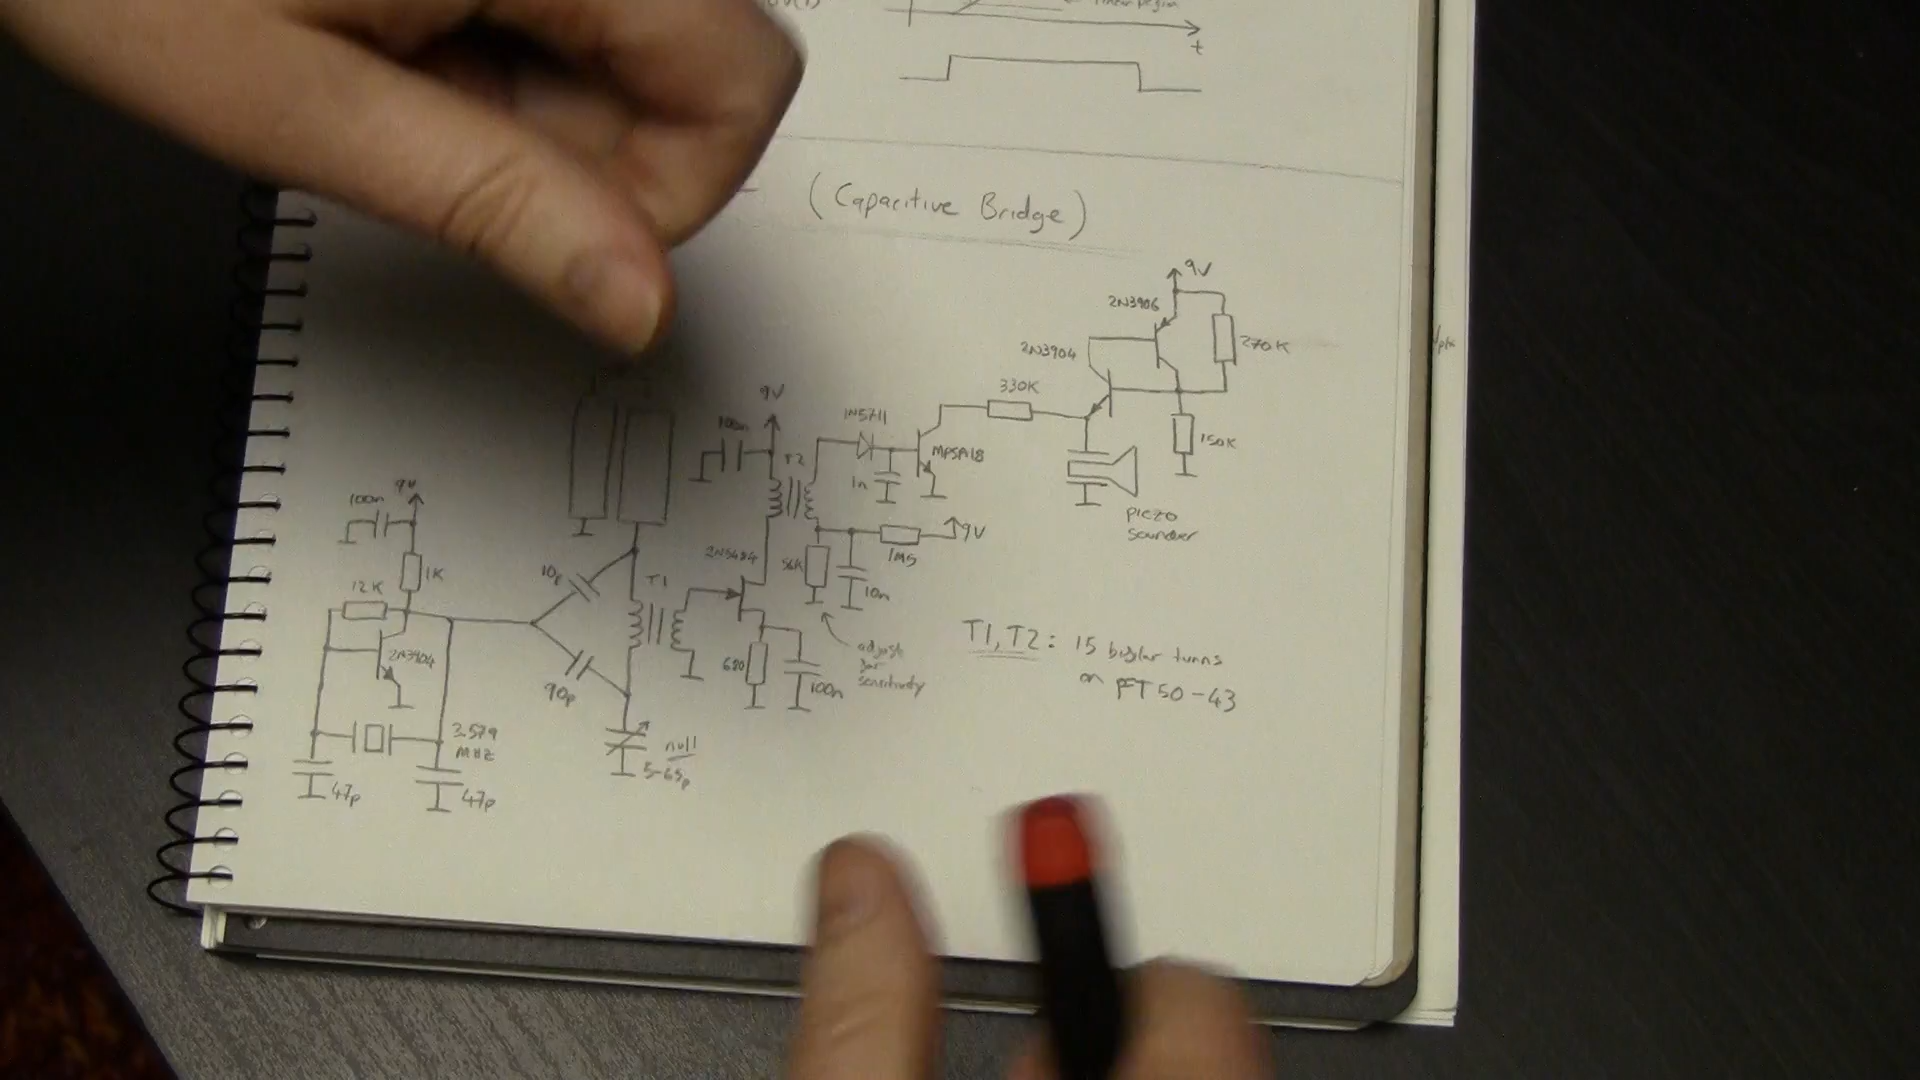 t
(Capacitive Bridge)
9V
2N3906
270K
2N3904
330K
9V
1N5711
100n
T2
MPSA18
1n
150K
9V
100n
piezo
sounder
9V
2N5484
56K
1M5
1K
10p
T1
12K
10n
T1, T2 : 15 bifilar turns
on FT50-43
2N3904
adjust
for
sensitivity
100n
90p
3.579
MHz
null
5-65p
47p
47p